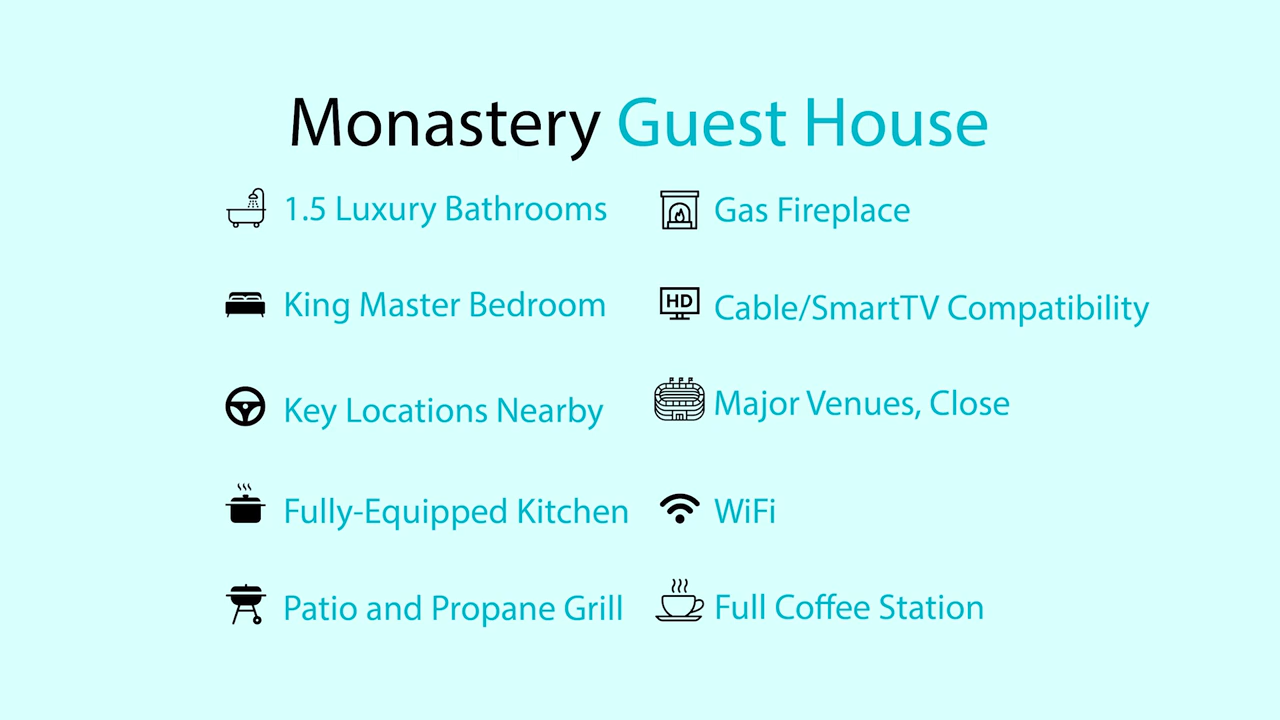 Monastery Guest House
1.5 Luxury Bathrooms
King Master Bedroom
Key Locations Nearby
Fully-Equipped Kitchen
Patio and Propane Grill
Gas Fireplace
HD
Cable/SmartTV Compatibility
Major Venues, Close
WiFi
Full Coffee Station